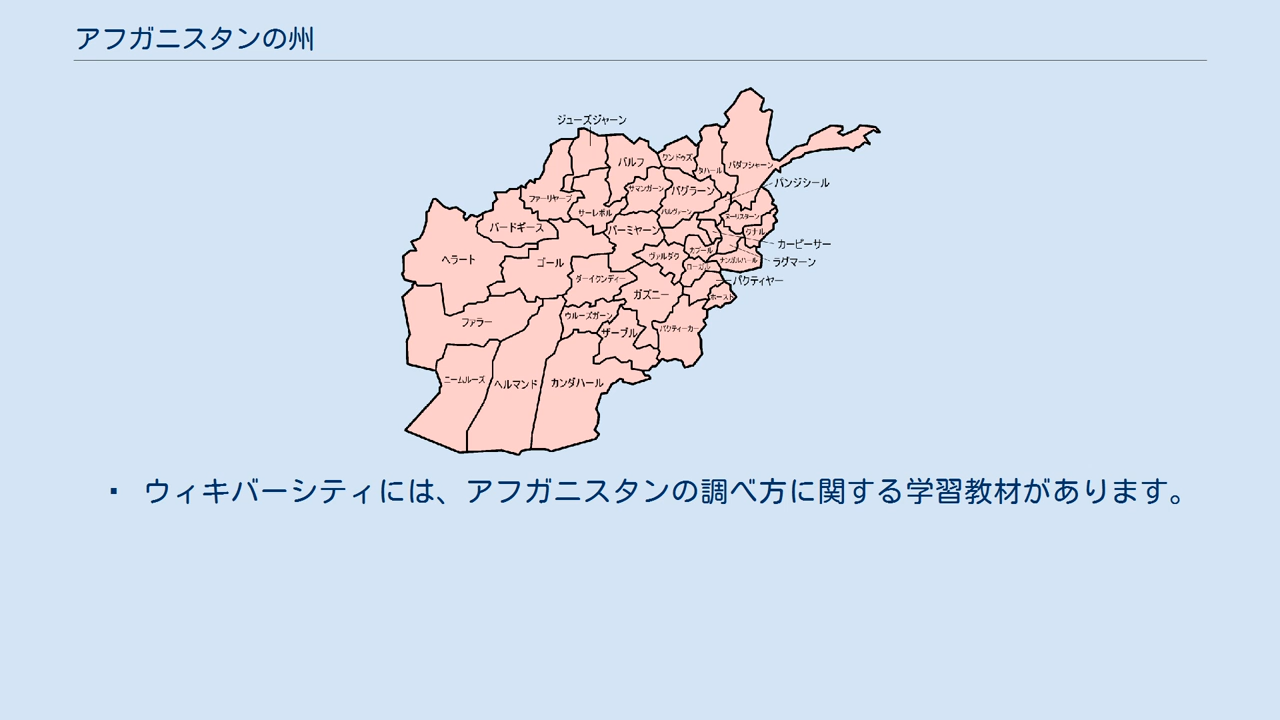 アフガニスタンの州
ジューズジャーン
バルフ
クンドゥズ
タハール
バダフシャーン
パンジシール
ファーリヤーブ
サマンガーン
バグラーン
サーレポル
パルヴァーン
ヌーリスターン
バードギース
バーミヤーン
クナル
カーピーサー
ヘラート
ゴール
ヴァルダク
カブール
ナンガルハール
ラグマーン
ローガル
ダーイクンディー
パクティヤー
ガズニー
ホースト
ファラー
ウルーズガーン
ザーブル
パクティーカー
ニームルーズ
ヘルマンド
カンダハール
▪ ウィキバーシティには、アフガニスタンの調べ方に関する学習教材があります。